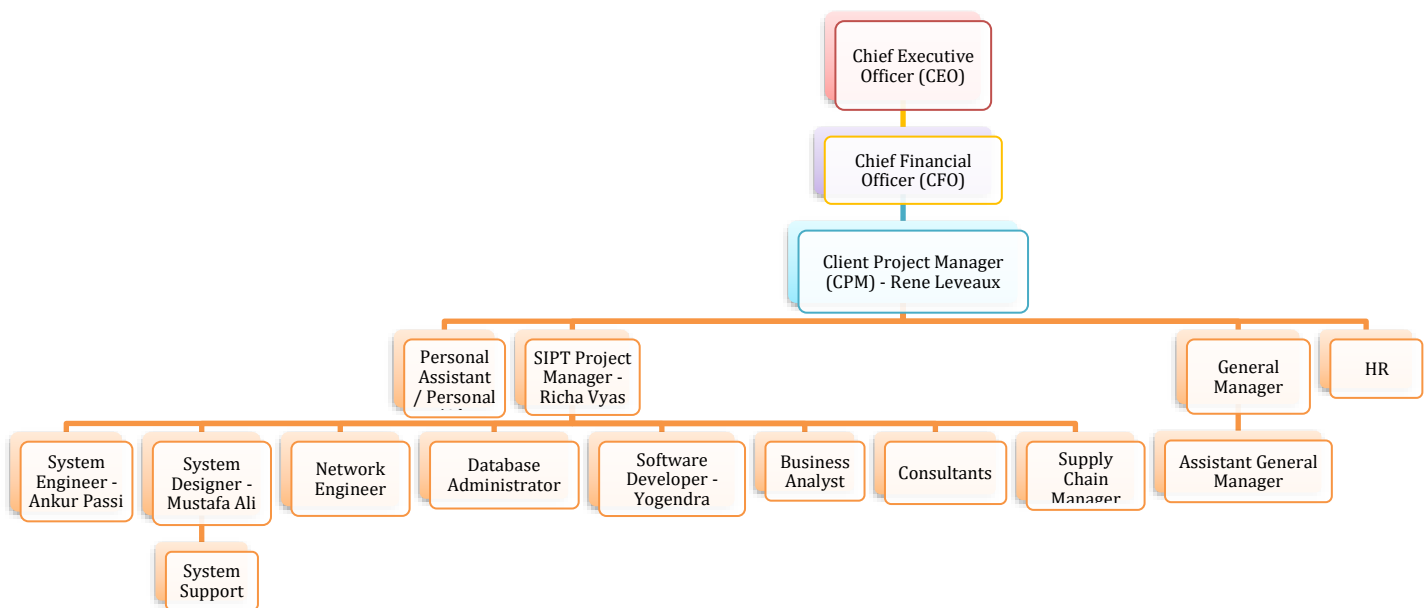 Chief Executive
Officer (CEO)
Chief Financial
Officer (CFO)
Client Project Manager
(CPM) - Rene Leveaux
Personal
Assistant
/ Personal
SIPT Project
Manager -
Richa Vyas
General
Manager
HR
System
Engineer -
Ankur Passi
System
Designer -
Mustafa Ali
Network
Engineer
Database
Administrator
Software
Developer -
Yogendra
Business
Analyst
Consultants
Supply
Chain
Manager
Assistant General
Manager
System
Support